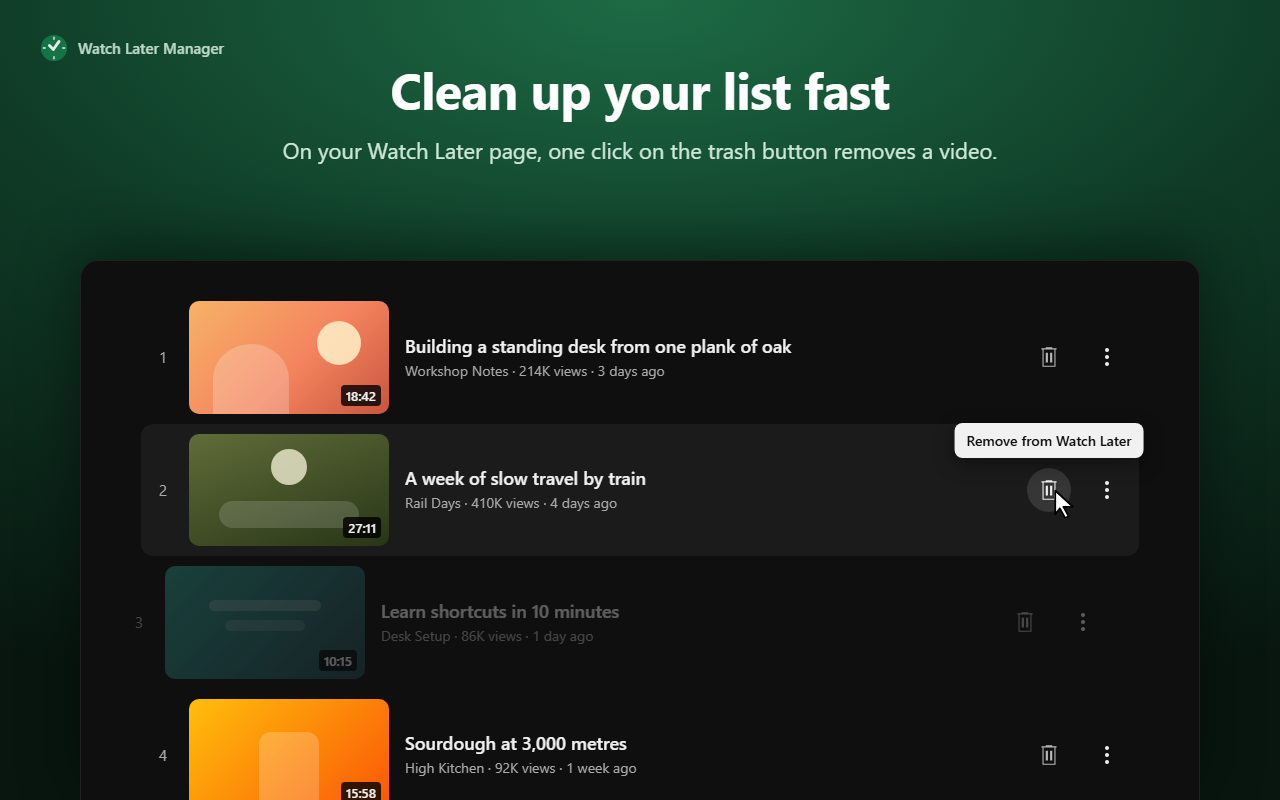 Watch Later Manager
Clean up your list fast
On your Watch Later page, one click on the trash button removes a video.
1
18:42
Building a standing desk from one plank of oak
Workshop Notes · 214K views · 3 days ago
Remove from Watch Later
2
27:11
A week of slow travel by train
Rail Days · 410K views · 4 days ago
3
10:15
Learn shortcuts in 10 minutes
Desk Setup · 86K views · 1 day ago
4
15:58
Sourdough at 3,000 metres
High Kitchen · 92K views · 1 week ago